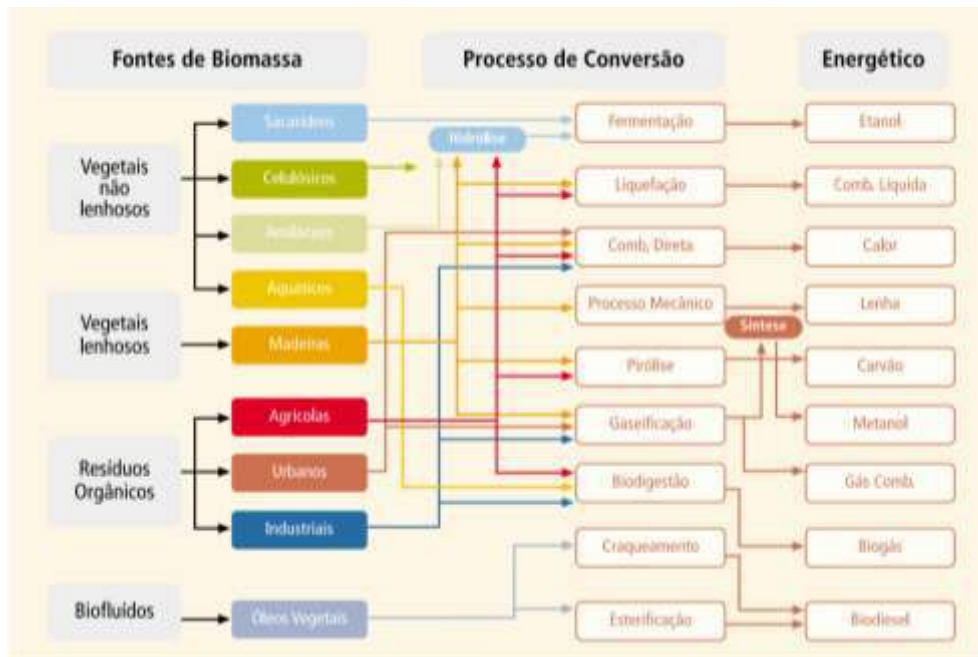 Fontes de Biomassa
Processo de Conversão
Energético
Vegetais
não
lenhosos
Vegetais
lenhosos
Resíduos
Orgânicos
Biofluídos
Sacarídeos
Celulósicos
Amiláceos
Aquáticos
Madeiras
Agrícolas
Urbanos
Industriais
Óleos Vegetais
Hidrólise
Fermentação
Liquefação
Comb. Direta
Processo Mecânico
Pirólise
Gaseificação
Biodigestão
Craqueamento
Esterificação
Síntese
Etanol
Comb. Líquida
Calor
Lenha
Carvão
Metanol
Gás Comb.
Biogás
Biodiesel